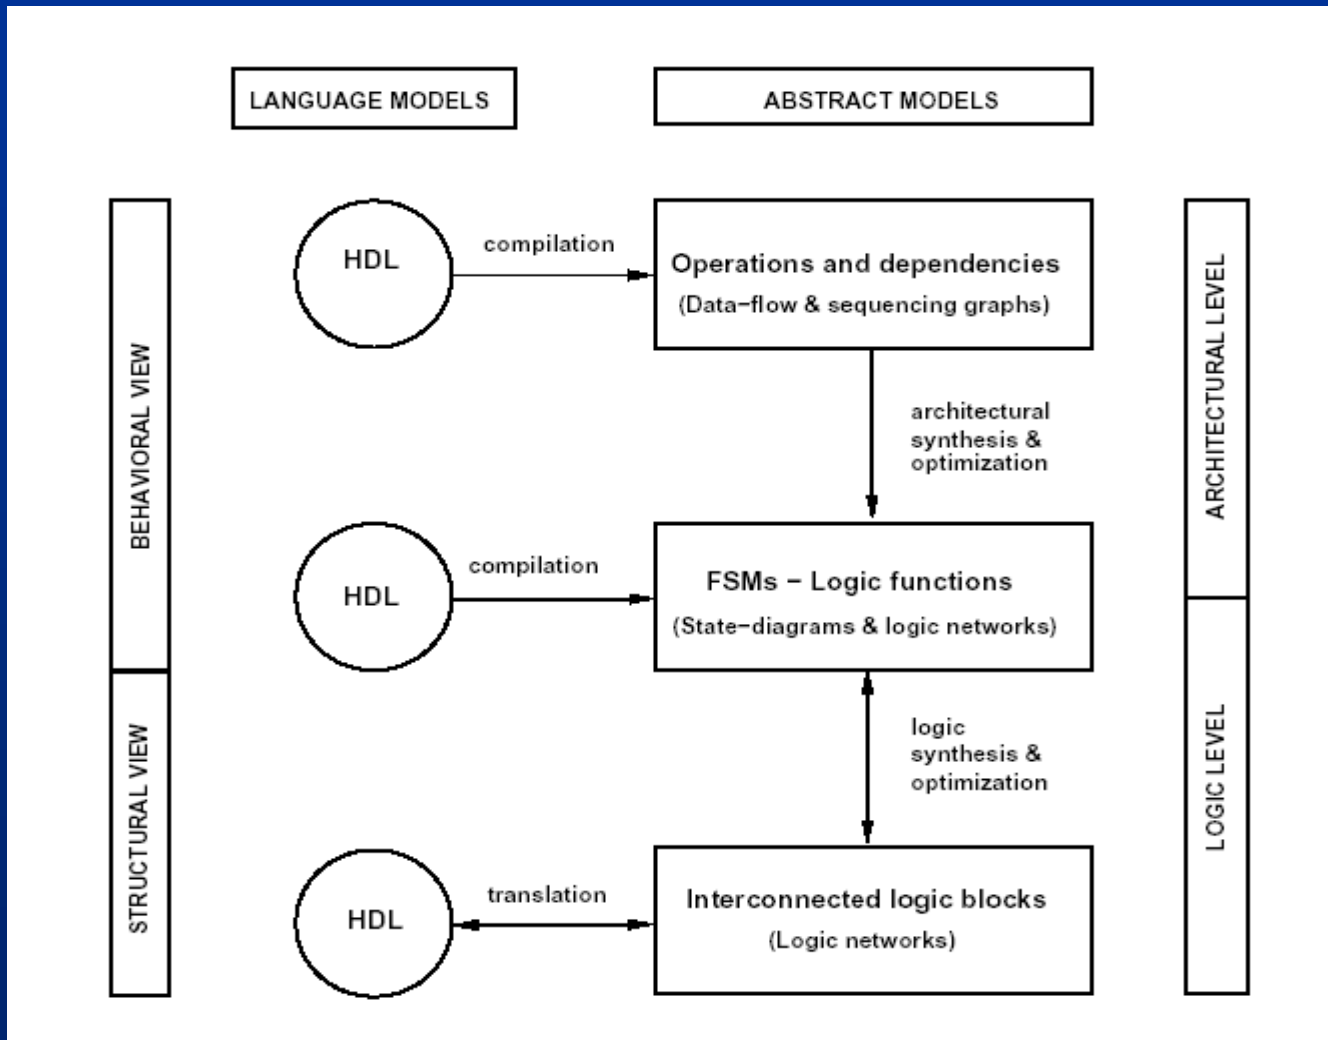 LANGUAGE MODELS
ABSTRACT MODELS
BEHAVIORAL VIEW
STRUCTURAL VIEW
HDL
compilation
Operations and dependencies
(Data−flow & sequencing graphs)
architectural
synthesis &
optimization
HDL
compilation
FSMs − Logic functions
(State−diagrams & logic networks)
logic
synthesis &
optimization
HDL
translation
Interconnected logic blocks
(Logic networks)
ARCHITECTURAL LEVEL
LOGIC LEVEL